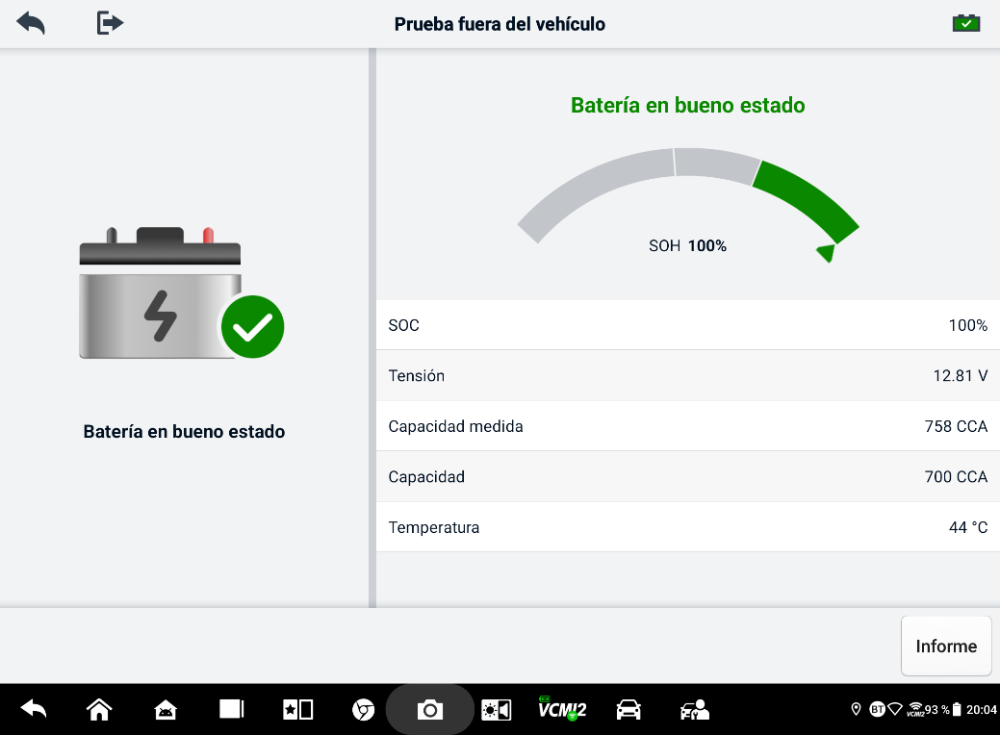 Prueba fuera del vehículo
Batería en bueno estado
SOH 100%
Batería en bueno estado
SOC 100%
Tensión 12.81 V
Capacidad medida 758 CCA
Capacidad 700 CCA
Temperatura 44 °C
Informe
VCMI2
BT
VCMI2
93 %
20:04